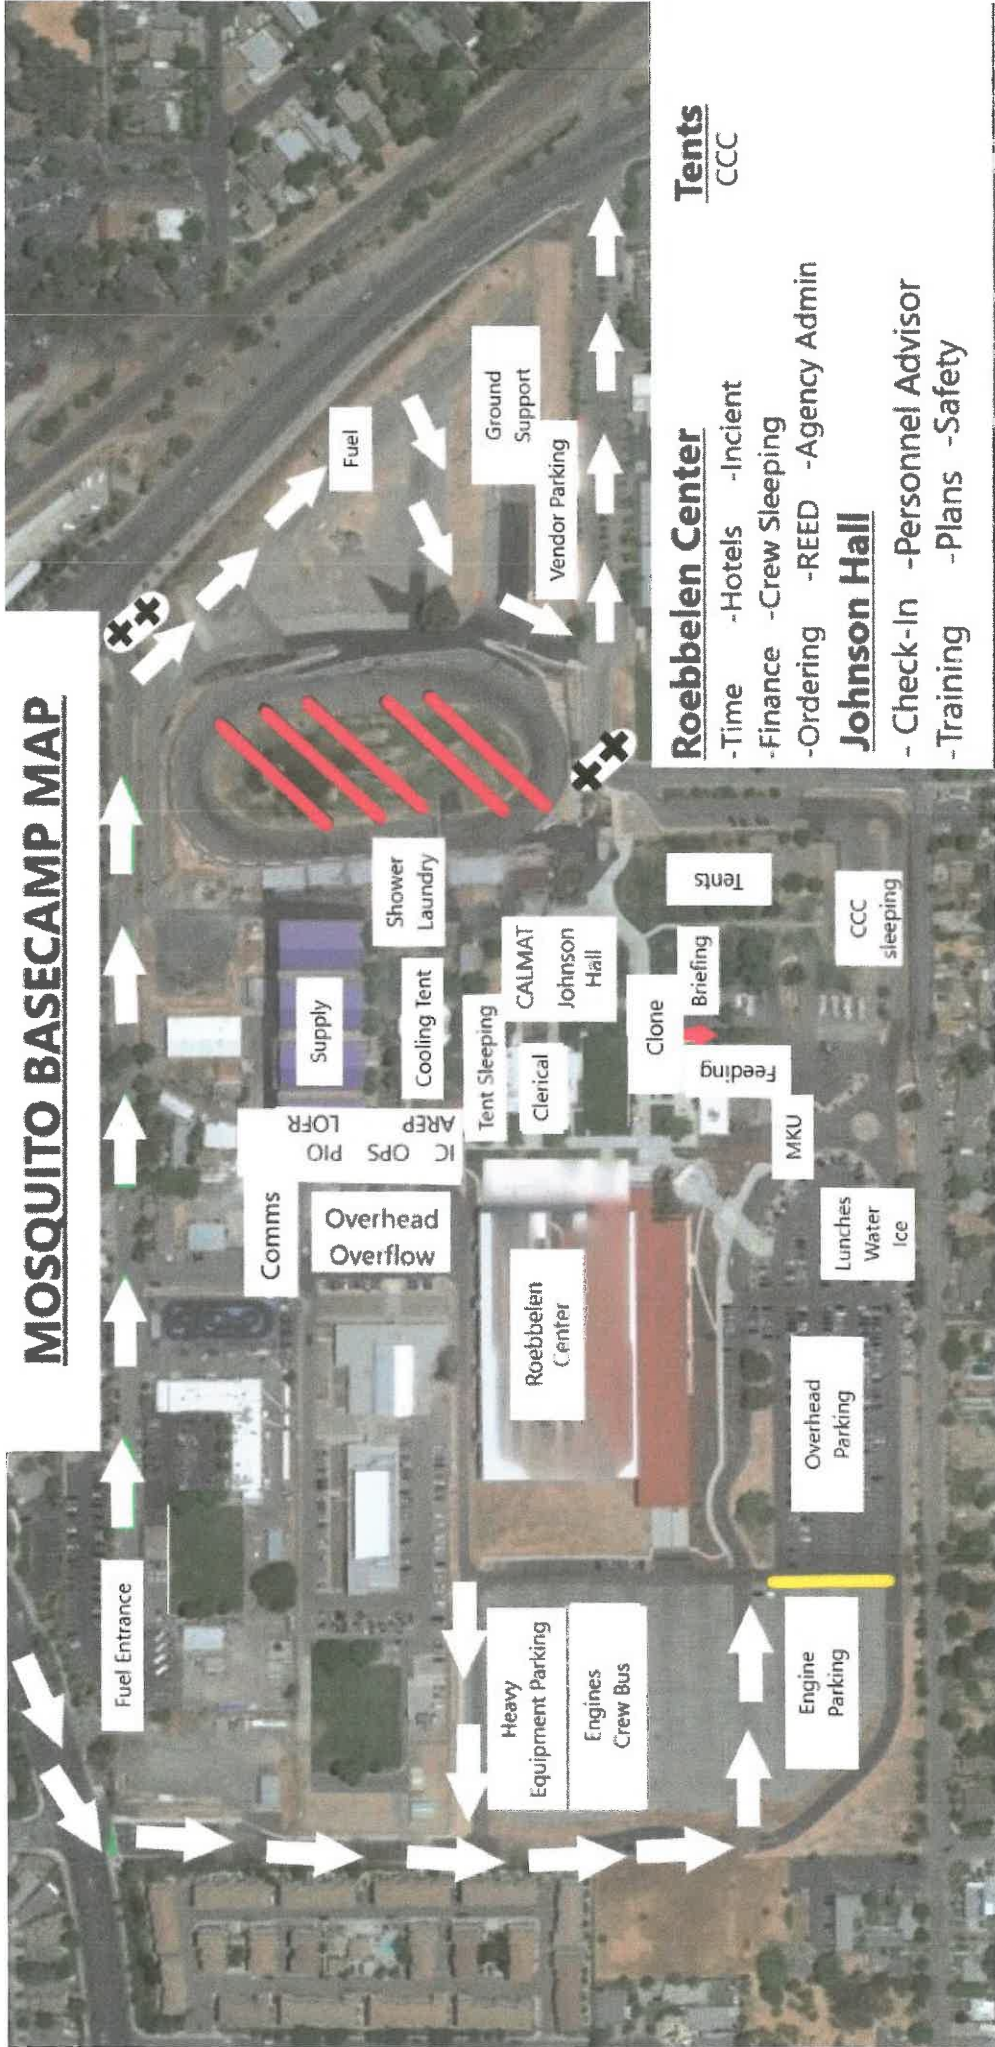 MOSQUITO BASECAMP MAP
Fuel Entrance
Comms
Overhead
Overflow
PIO LOFR
OPS
IC AREP
Supply
Cooling Tent
Shower
Laundry
Fuel
Ground
Support
Vendor Parking
Tent Sleeping
Clerical
CALMAT
Johnson
Hall
Roebbelen
Center
Heavy
Equipment Parking
Engines
Crew Bus
Clone
Briefing
Feeding
Tents
MKU
CCC
sleeping
Lunches
Water
Ice
Overhead
Parking
Engine
Parking
Roebbelen Center
-Time -Hotels -Incient
-Finance -Crew Sleeping
-Ordering -REED -Agency Admin
Johnson Hall
- Check-In -Personnel Advisor
-Training -Plans -Safety
Tents
CCC